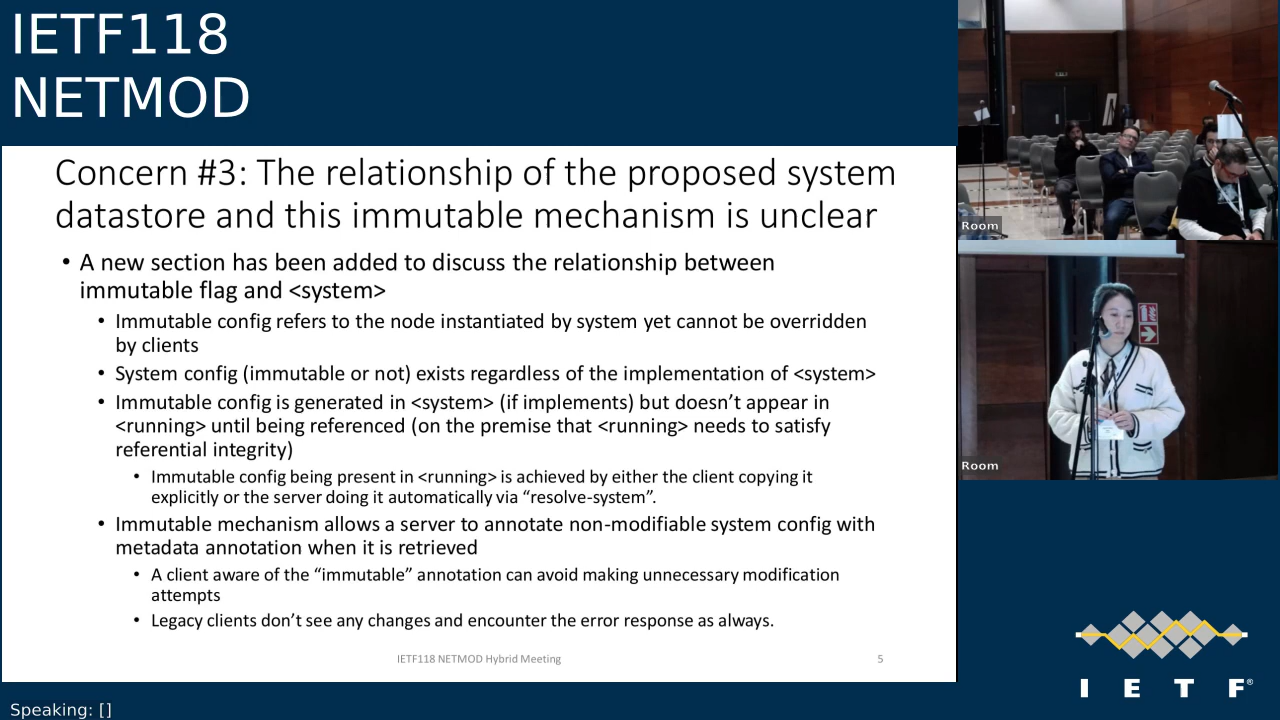 IETF118
NETMOD
Concern #3: The relationship of the proposed system
datastore and this immutable mechanism is unclear
• A new section has been added to discuss the relationship between
immutable flag and <system>
• Immutable config refers to the node instantiated by system yet cannot be overridden
by clients
• System config (immutable or not) exists regardless of the implementation of <system>
• Immutable config is generated in <system> (if implements) but doesn’t appear in
<running> until being referenced (on the premise that <running> needs to satisfy
referential integrity)
• Immutable config being present in <running> is achieved by either the client copying it
explicitly or the server doing it automatically via “resolve-system”.
• Immutable mechanism allows a server to annotate non-modifiable system config with
metadata annotation when it is retrieved
• A client aware of the “immutable” annotation can avoid making unnecessary modification
attempts
• Legacy clients don’t see any changes and encounter the error response as always.
IETF118 NETMOD Hybrid Meeting
5
Room
Room
I E T F®
Speaking: []